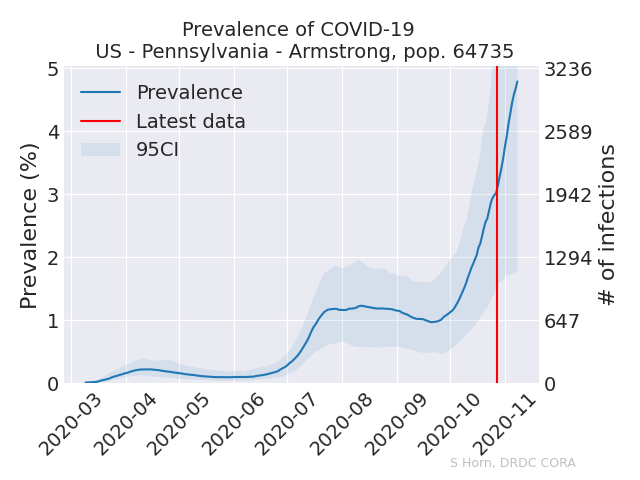 Prevalence of COVID-19
US - Pennsylvania - Armstrong, pop. 64735
Prevalence
Latest data
95CI
Prevalence (%)
5
4
3
2
1
0
3236
2589
1942
1294
647
0
# of infections
2020-03
2020-04
2020-05
2020-06
2020-07
2020-08
2020-09
2020-10
2020-11
S Horn, DRDC CORA